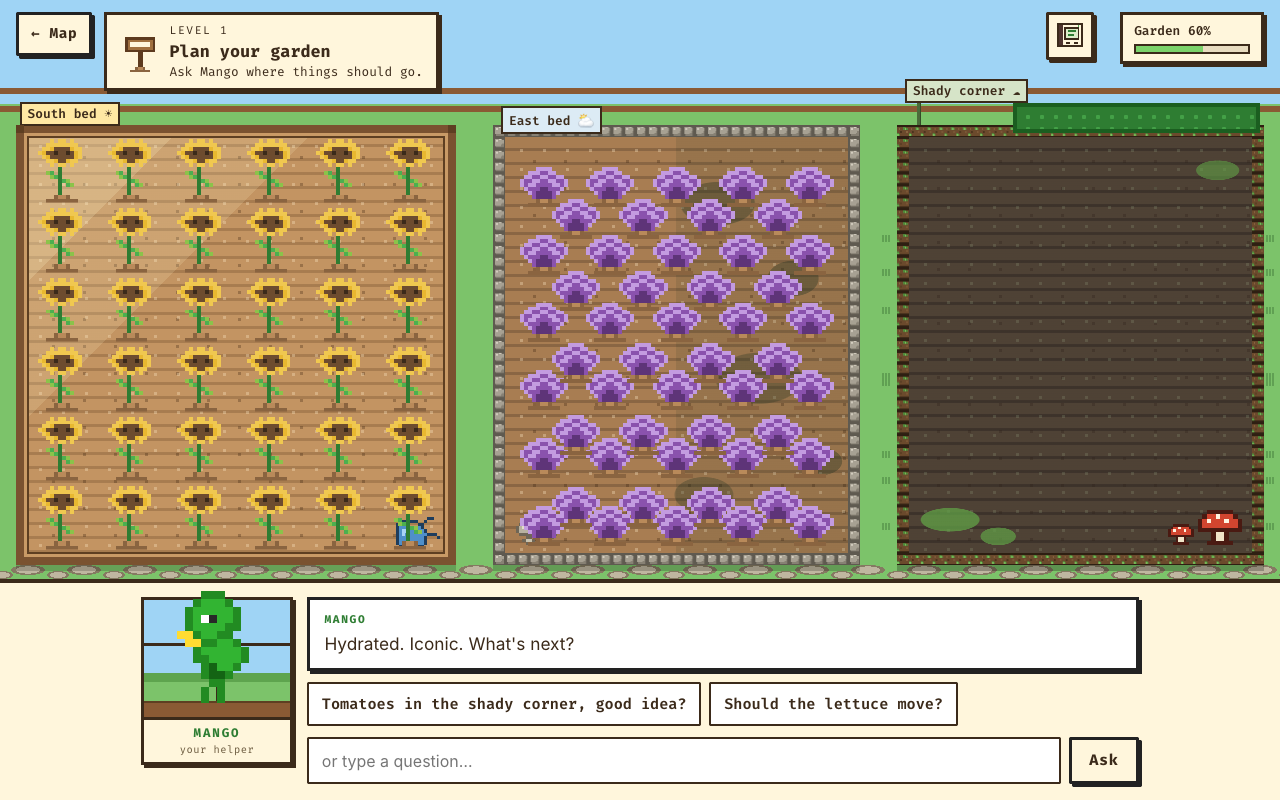 ← Map
LEVEL 1
Plan your garden
Ask Mango where things should go.
Garden 60%
Shady corner ☁
South bed ☀
East bed ⛅
MANGO
your helper
MANGO
Hydrated. Iconic. What's next?
Tomatoes in the shady corner, good idea?
Should the lettuce move?
or type a question...
Ask